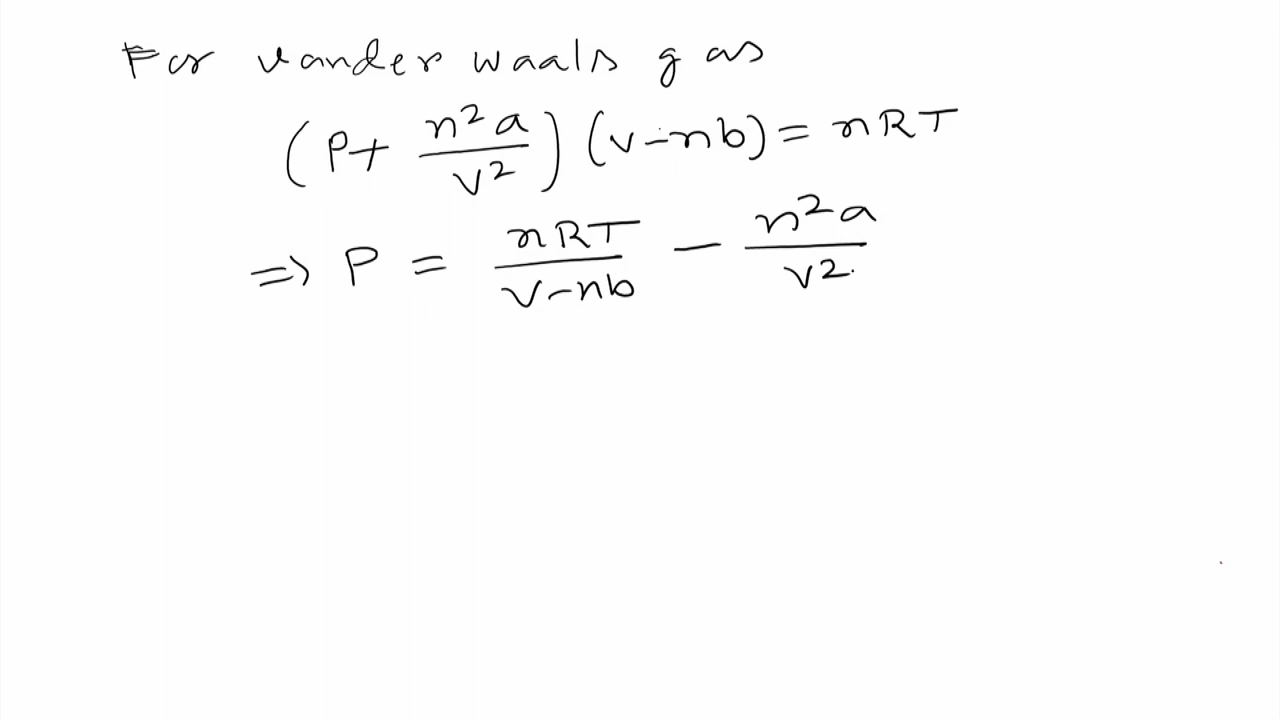 For vander waals gas
(P + n²a/v²) (v-nb) = nRT
⇒ P = nRT/(v-nb) - n²a/v²